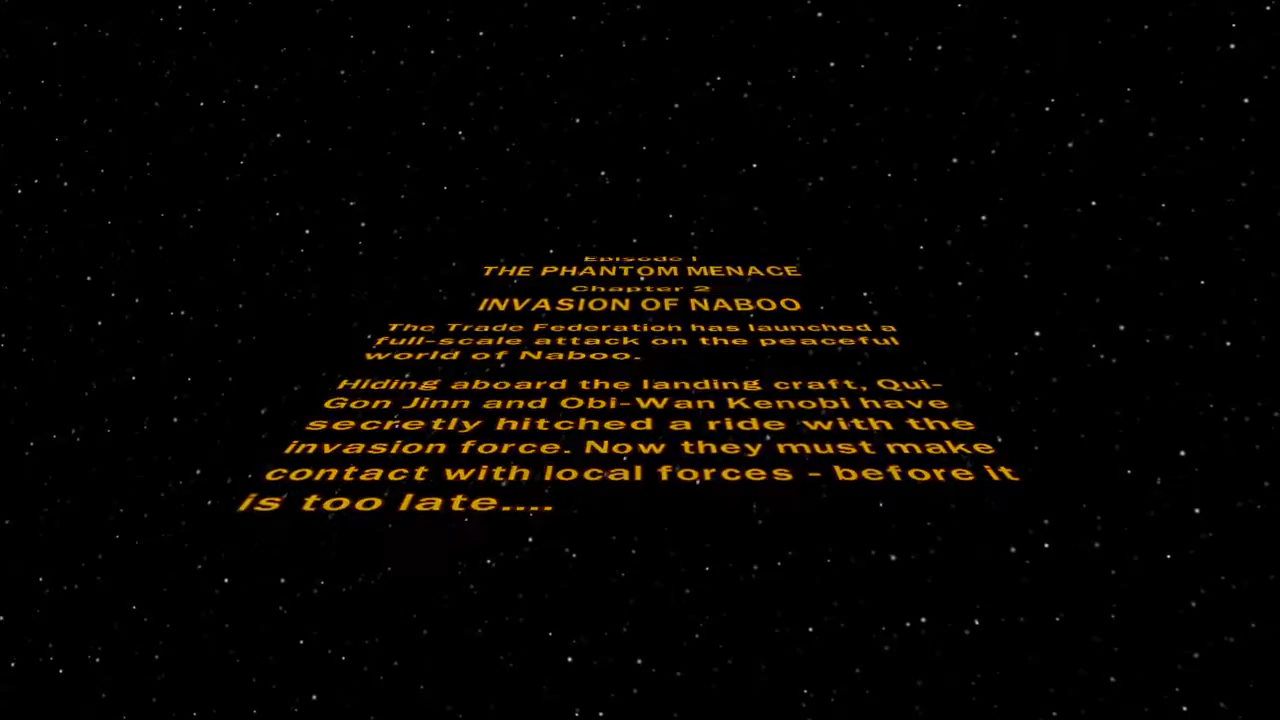 Episode I
THE PHANTOM MENACE
Chapter 2
INVASION OF NABOO
The Trade Federation has launched a
full-scale attack on the peaceful
world of Naboo.
Hiding aboard the landing craft, Qui-
Gon Jinn and Obi-Wan Kenobi have
secretly hitched a ride with the
invasion force. Now they must make
contact with local forces - before it
is too late....